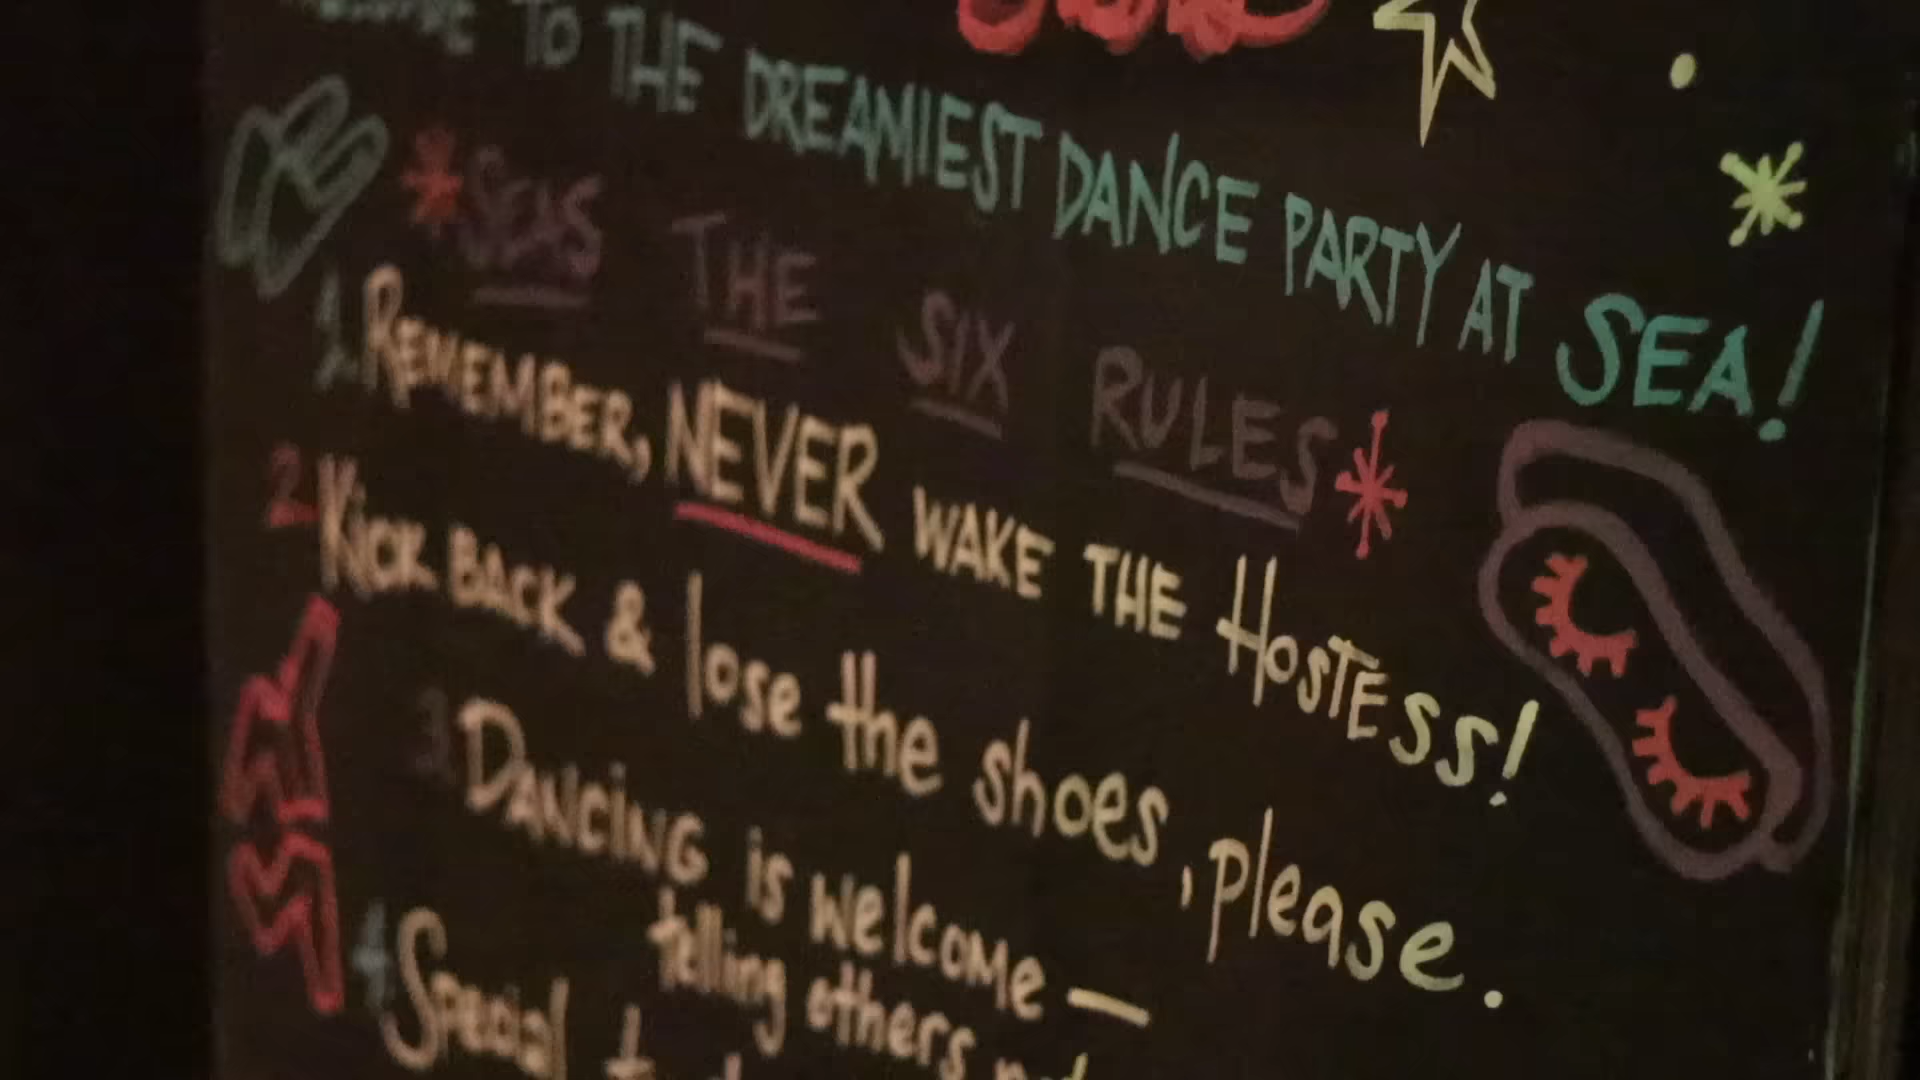 TO THE DREAMIEST DANCE PARTY AT SEA!
THE SIX RULES
1. REMEMBER, NEVER WAKE THE HOSTESS!
2. KICK BACK & lose the shoes, please.
3 DANCING is welcome —
telling others
4 Special